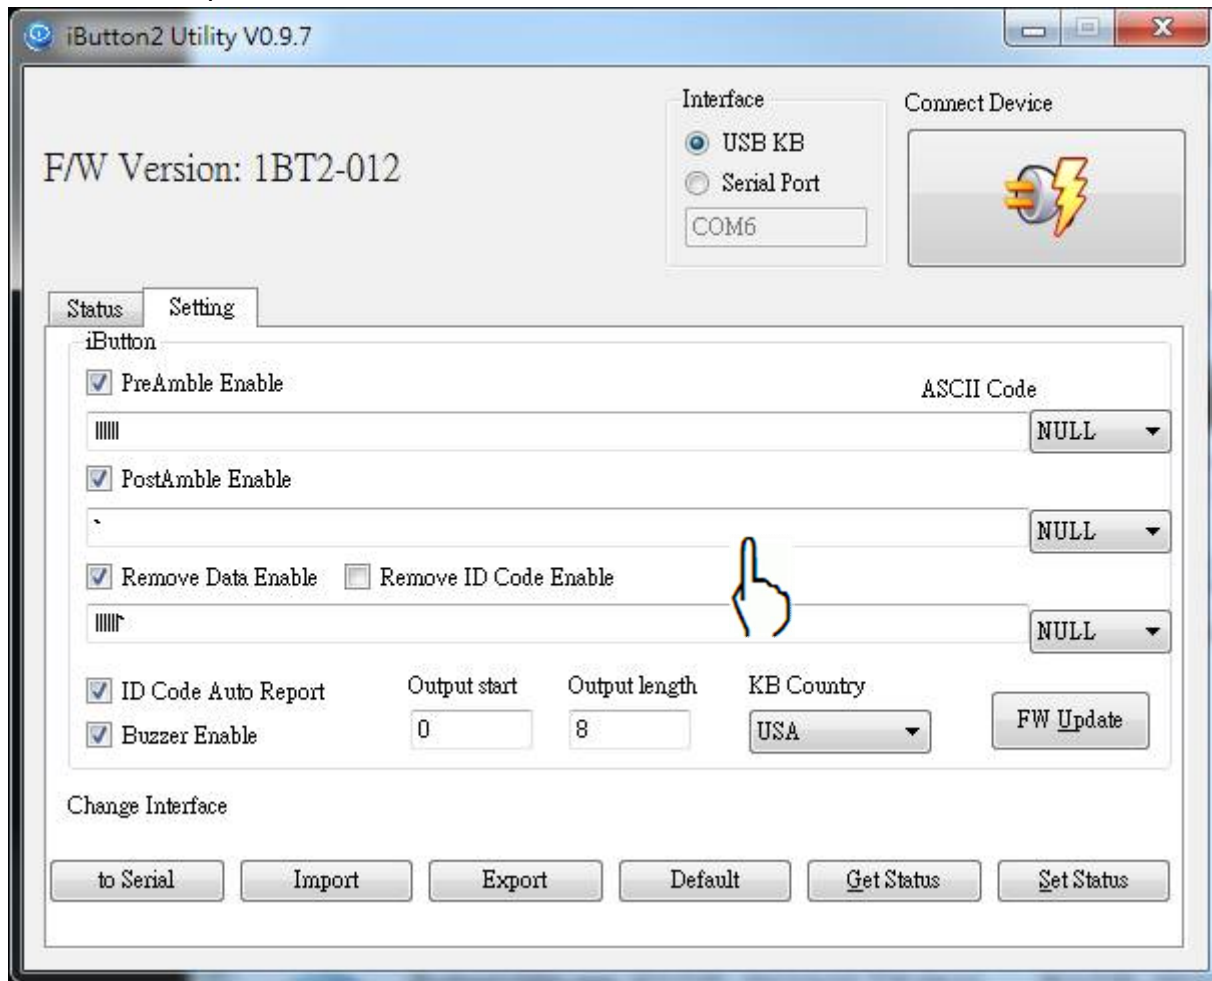 iButton2 Utility V0.9.7
F/W Version: 1BT2-012
Interface
USB KB
Serial Port
COM6
Connect Device
Status Setting
iButton
PreAmble Enable
ASCII Code
NULL
PostAmble Enable
`
NULL
Remove Data Enable Remove ID Code Enable
NULL
ID Code Auto Report
Buzzer Enable
Output start
0
Output length
8
KB Country
USA
FW Update
Change Interface
to Serial Import Export Default Get Status Set Status